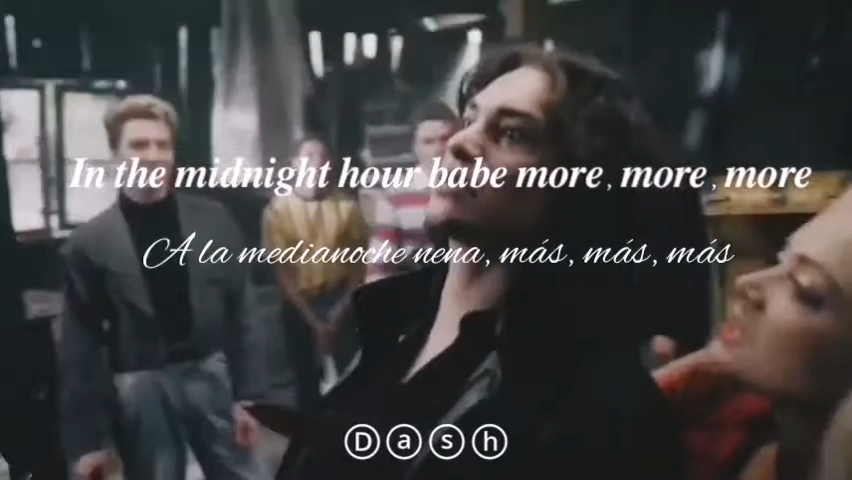 In the midnight hour babe more, more, more
A la medianoche nena, más, más, más
Dash